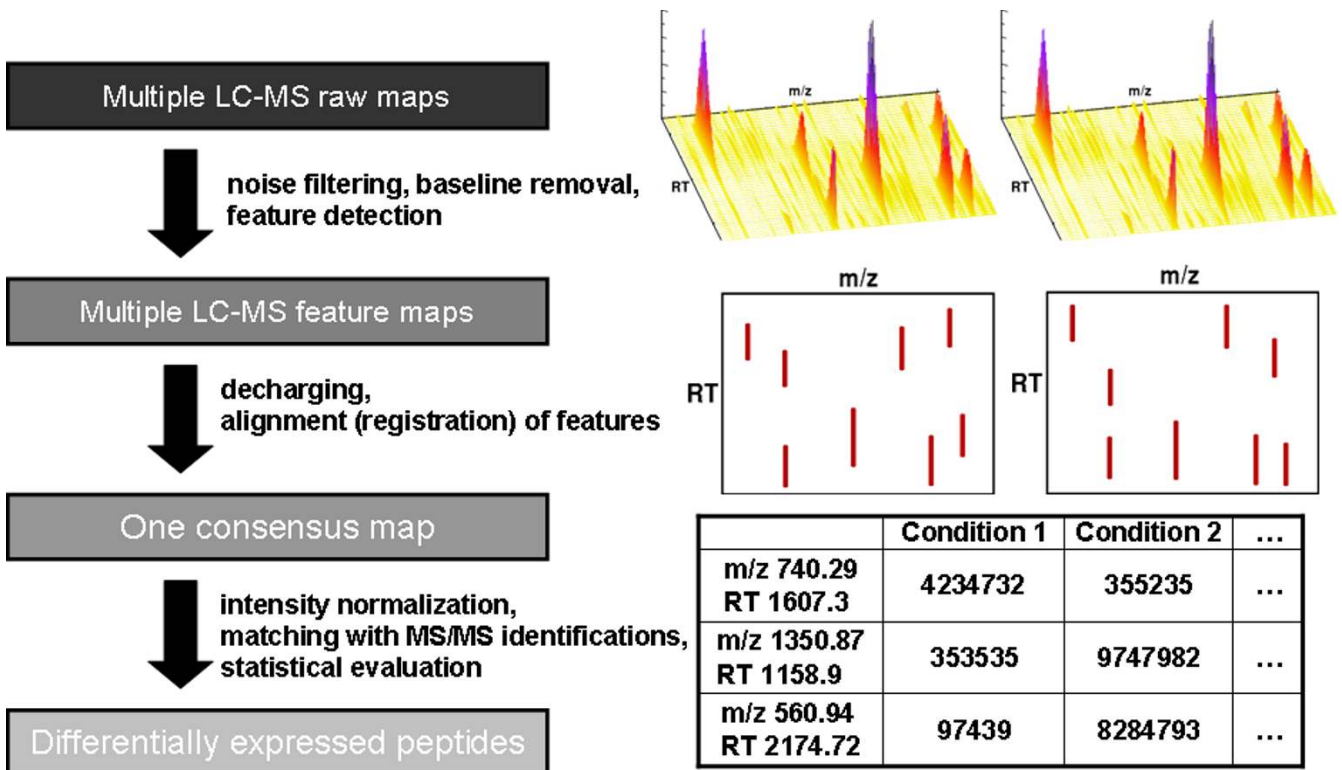 Multiple LC-MS raw maps
noise filtering, baseline removal,
feature detection
Multiple LC-MS feature maps
decharging,
alignment (registration) of features
One consensus map
intensity normalization,
matching with MS/MS identifications,
statistical evaluation
Differentially expressed peptides
m/z
RT
m/z
RT
m/z
RT
m/z
RT
Condition 1 Condition 2 ...
m/z 740.29
RT 1607.3
4234732 355235 ...
m/z 1350.87
RT 1158.9
353535 9747982 ...
m/z 560.94
RT 2174.72
97439 8284793 ...